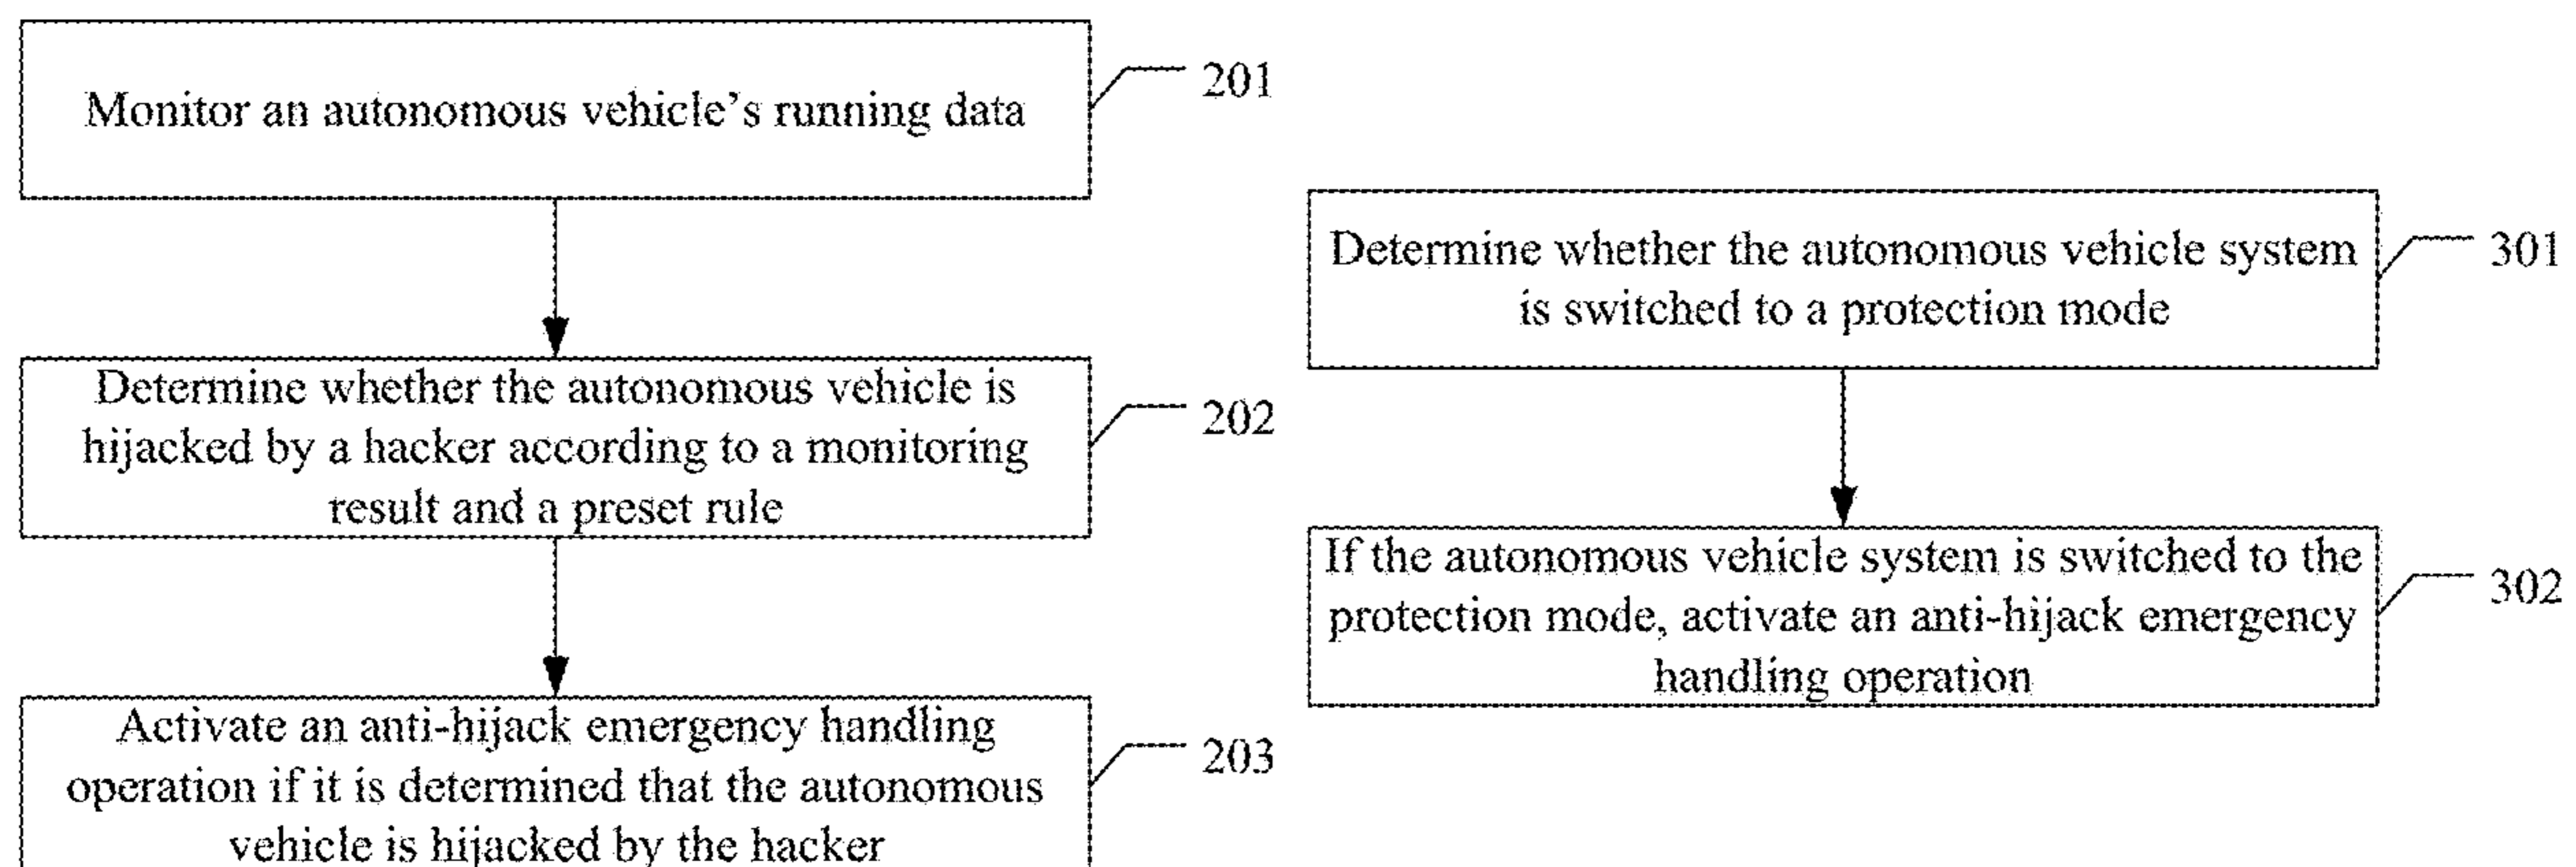 Monitor an autonomous vehicle's running data
201
Determine whether the autonomous vehicle is
hijacked by a hacker according to a monitoring
result and a preset rule
202
Activate an anti-hijack emergency handling
operation if it is determined that the autonomous
vehicle is hijacked by the hacker
203
Determine whether the autonomous vehicle system
is switched to a protection mode
301
If the autonomous vehicle system is switched to the
protection mode, activate an anti-hijack emergency
handling operation
302